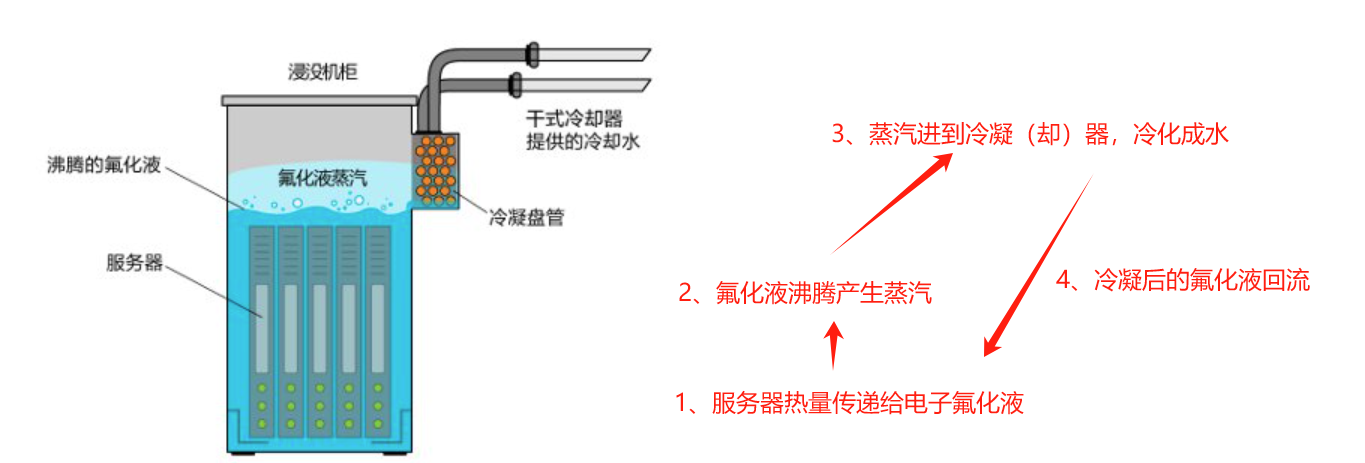 浸没机柜
干式冷却器
提供的冷却水
沸腾的氟化液
氟化液蒸汽
冷凝盘管
服务器
3、蒸汽进到冷凝（却）器，冷化成水
2、氟化液沸腾产生蒸汽
4、冷凝后的氟化液回流
1、服务器热量传递给电子氟化液